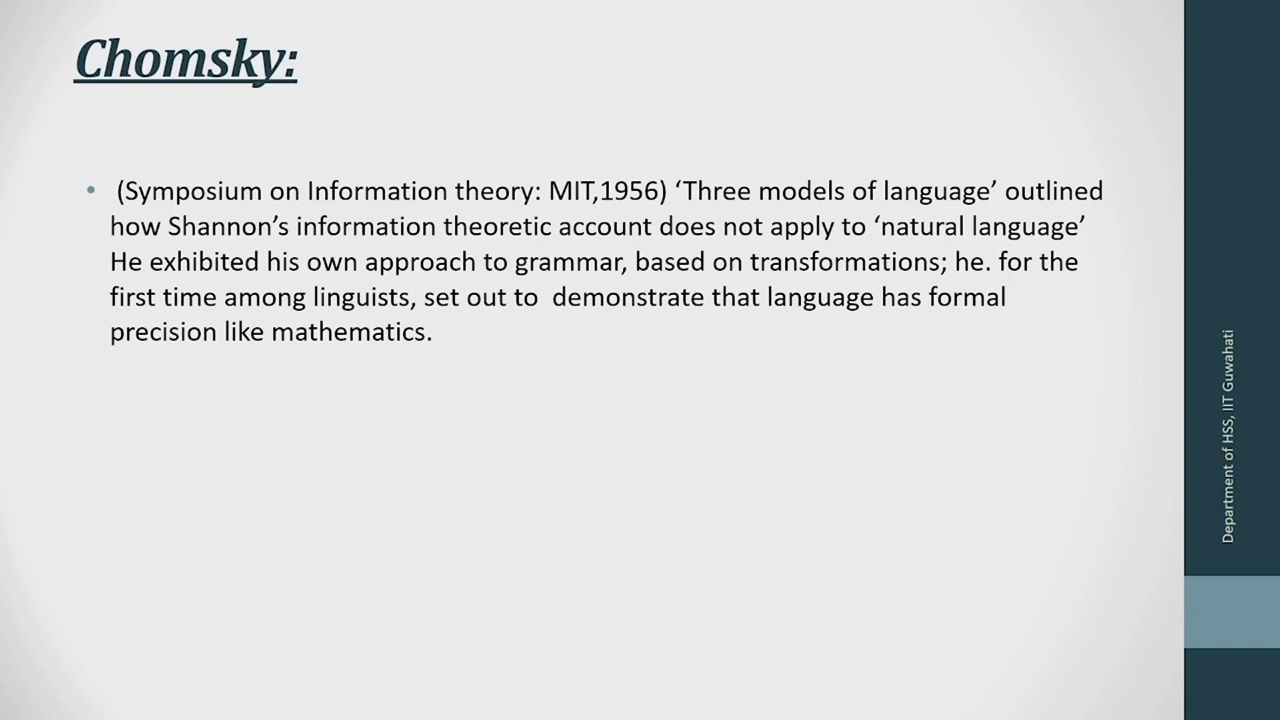 Chomsky:
(Symposium on Information theory: MIT,1956) ‘Three models of language’ outlined
how Shannon’s information theoretic account does not apply to ‘natural language’
He exhibited his own approach to grammar, based on transformations; he. for the
first time among linguists, set out to  demonstrate that language has formal
precision like mathematics.
Department of HSS, IIT Guwahati